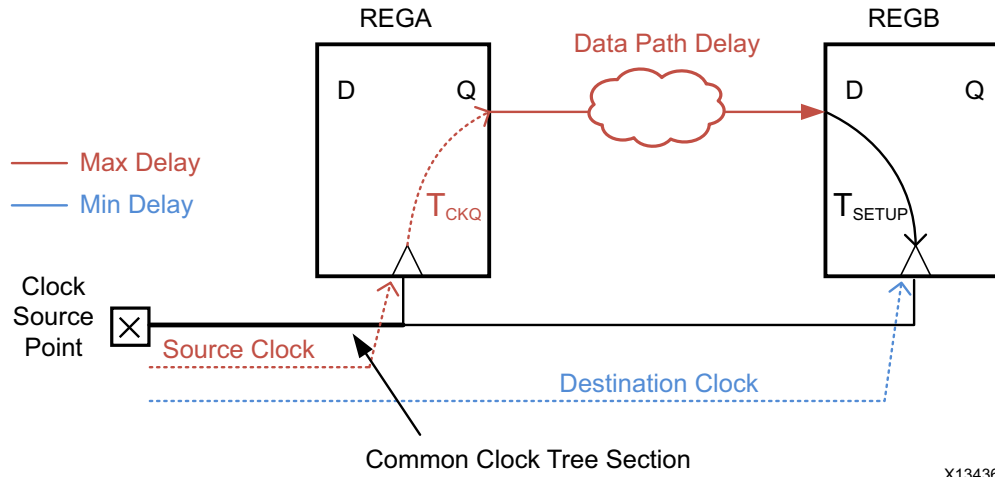 REGA
REGB
Data Path Delay
D
Q
D
Q
Max Delay
Min Delay
TCKQ
TSETUP
Clock
Source
Point
Source Clock
Destination Clock
Common Clock Tree Section
X13436